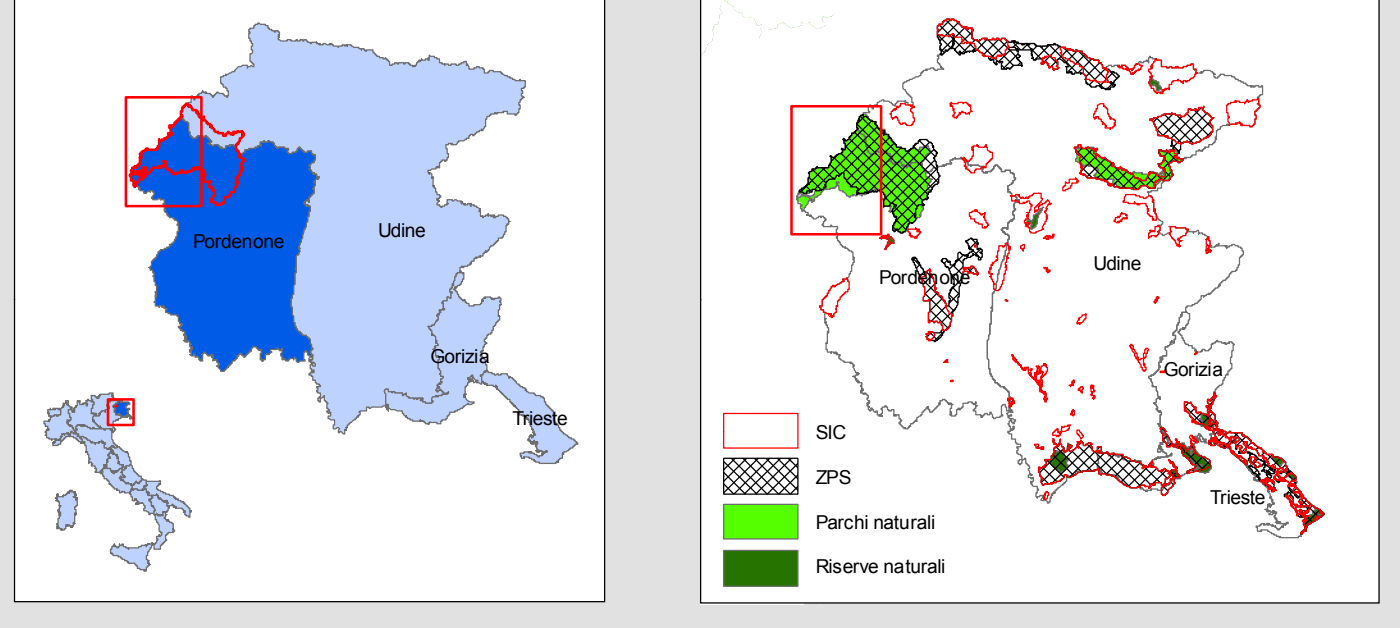 Pordenone
Udine
Gorizia
Trieste
Pordenone
Udine
Gorizia
Trieste
SIC
ZPS
Parchi naturali
Riserve naturali